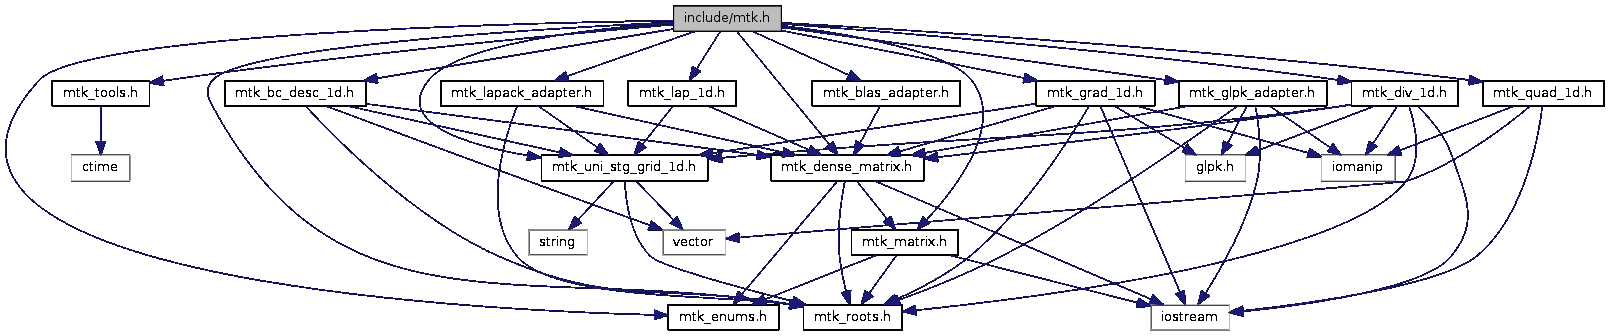 include/mtk.h
mtk_tools.h
mtk_bc_desc_1d.h
mtk_lapack_adapter.h
mtk_lap_1d.h
mtk_blas_adapter.h
mtk_grad_1d.h
mtk_glpk_adapter.h
mtk_div_1d.h
mtk_quad_1d.h
ctime
mtk_uni_stg_grid_1d.h
mtk_dense_matrix.h
glpk.h
iomanip
string
vector
mtk_matrix.h
mtk_enums.h
mtk_roots.h
iostream